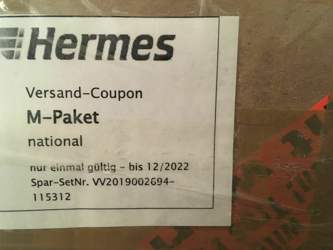 Hermes
Versand-Coupon
M-Paket
national
nur einmal gültig - bis 12/2022
Spar-SetNr. VV2019002694-
115312